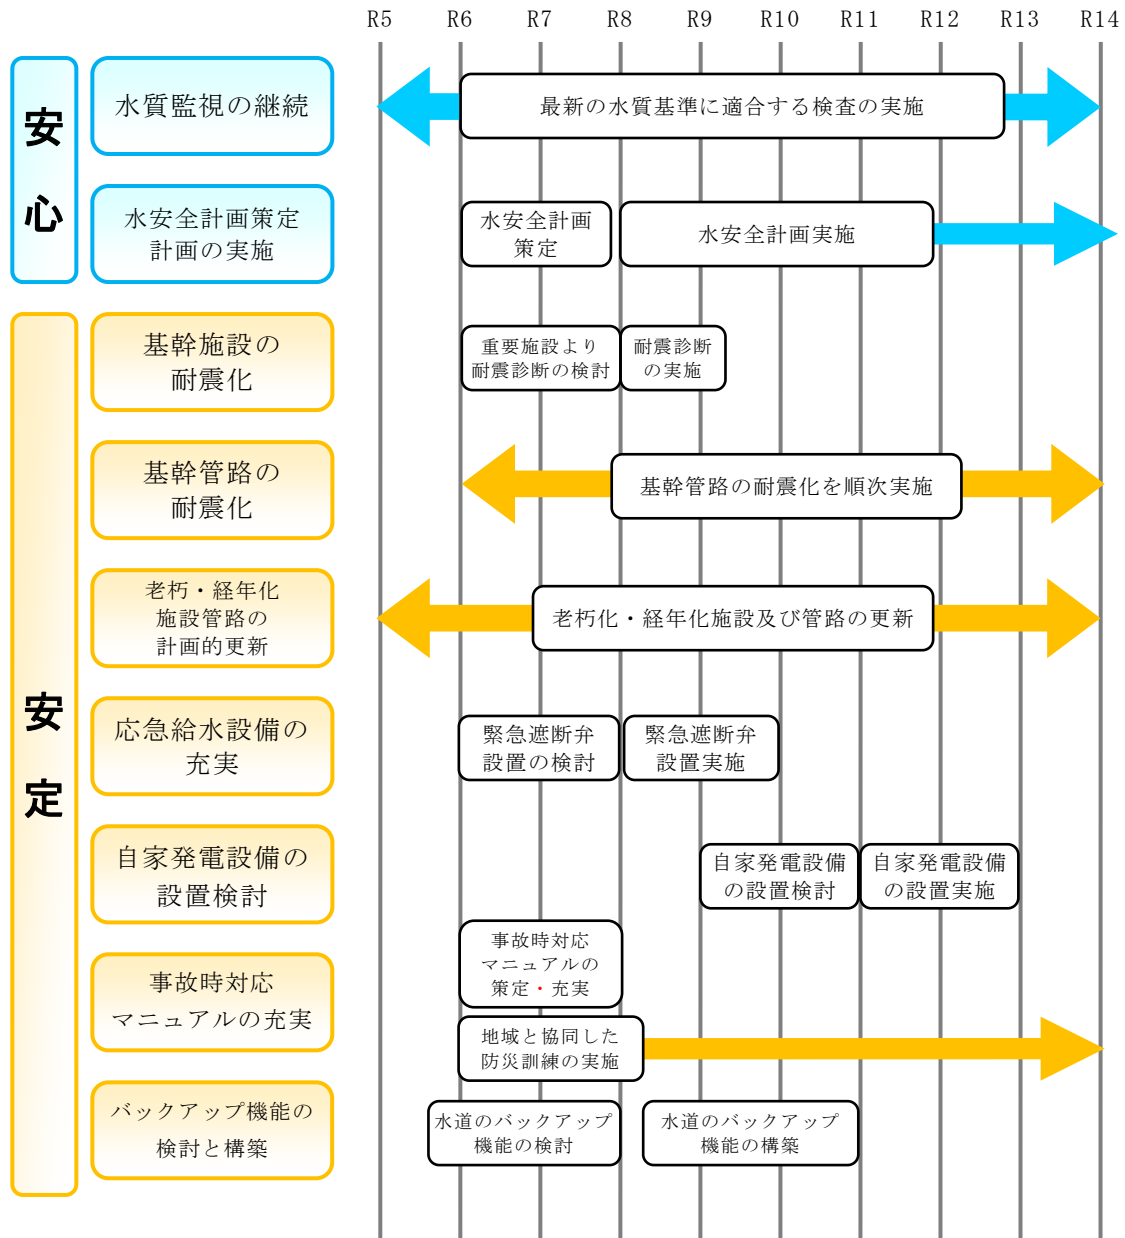 R5 R6 R7 R8 R9 R10 R11 R12 R13 R14
安心
水質監視の継続
最新の水質基準に適合する検査の実施
水安全計画策定
計画の実施
水安全計画
策定
水安全計画実施
安定
基幹施設の
耐震化
重要施設より
耐震診断の検討
耐震診断
の実施
基幹管路の
耐震化
基幹管路の耐震化を順次実施
老朽・経年化
施設管路の
計画的更新
老朽化・経年化施設及び管路の更新
応急給水設備の
充実
緊急遮断弁
設置の検討
緊急遮断弁
設置実施
自家発電設備の
設置検討
自家発電設備
の設置検討
自家発電設備
の設置実施
事故時対応
マニュアルの充実
事故時対応
マニュアルの
策定・充実
地域と協同した
防災訓練の実施
バックアップ機能の
検討と構築
水道のバックアップ
機能の検討
水道のバックアップ
機能の構築